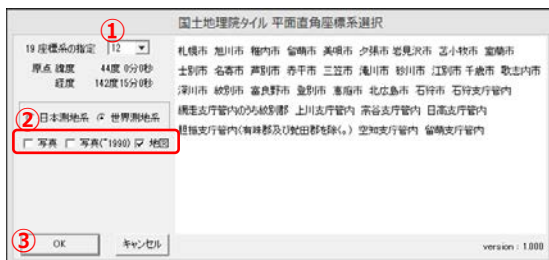 国土地理院タイル 平面直角座標系選択
①
19 座標系の指定 12
原点 緯度 44度 0分0秒
経度 142度15分0秒
②
日本測地系 世界測地系
写真 写真(~1990) 地図
③
OK キャンセル
札幌市 旭川市 稚内市 留萌市 美唄市 夕張市 岩見沢市 苫小牧市 室蘭市
士別市 名寄市 芦別市 赤平市 三笠市 滝川市 砂川市 江別市 千歳市 歌志内市
深川市 紋別市 富良野市 登別市 恵庭市 北広島市 石狩市 石狩支庁管内
網走支庁管内のうち紋別郡 上川支庁管内 宗谷支庁管内 日高支庁管内
胆振支庁管内(有珠郡及び虻田郡を除く。) 空知支庁管内 留萌支庁管内
version : 1.000